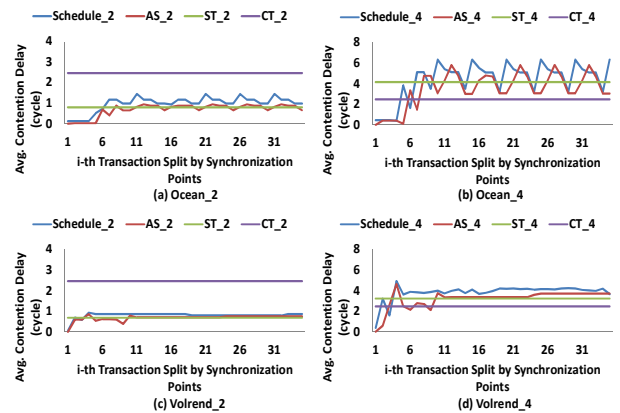 Schedule_2 AS_2 ST_2 CT_2
Avg. Contention Delay
(cycle)
4
3
2
1
0
1 6 11 16 21 26 31
i-th Transaction Split by Synchronization
Points
(a) Ocean_2
Schedule_4 AS_4 ST_4 CT_4
Avg. Contention Delay
(cycle)
8
6
4
2
0
1 6 11 16 21 26 31
i-th Transaction Split by Synchronization
Points
(b) Ocean_4
Schedule_2 AS_2 ST_2 CT_2
Avg. Contention Delay
(cycle)
4
3
2
1
0
1 6 11 16 21 26 31
i-th Transaction Split by Synchronization
Points
(c) Volrend_2
Schedule_4 AS_4 ST_4 CT_4
Avg. Contention Delay
(cycle)
8
6
4
2
0
1 6 11 16 21 26 31
i-th Transaction Split by Synchronization
Points
(d) Volrend_4